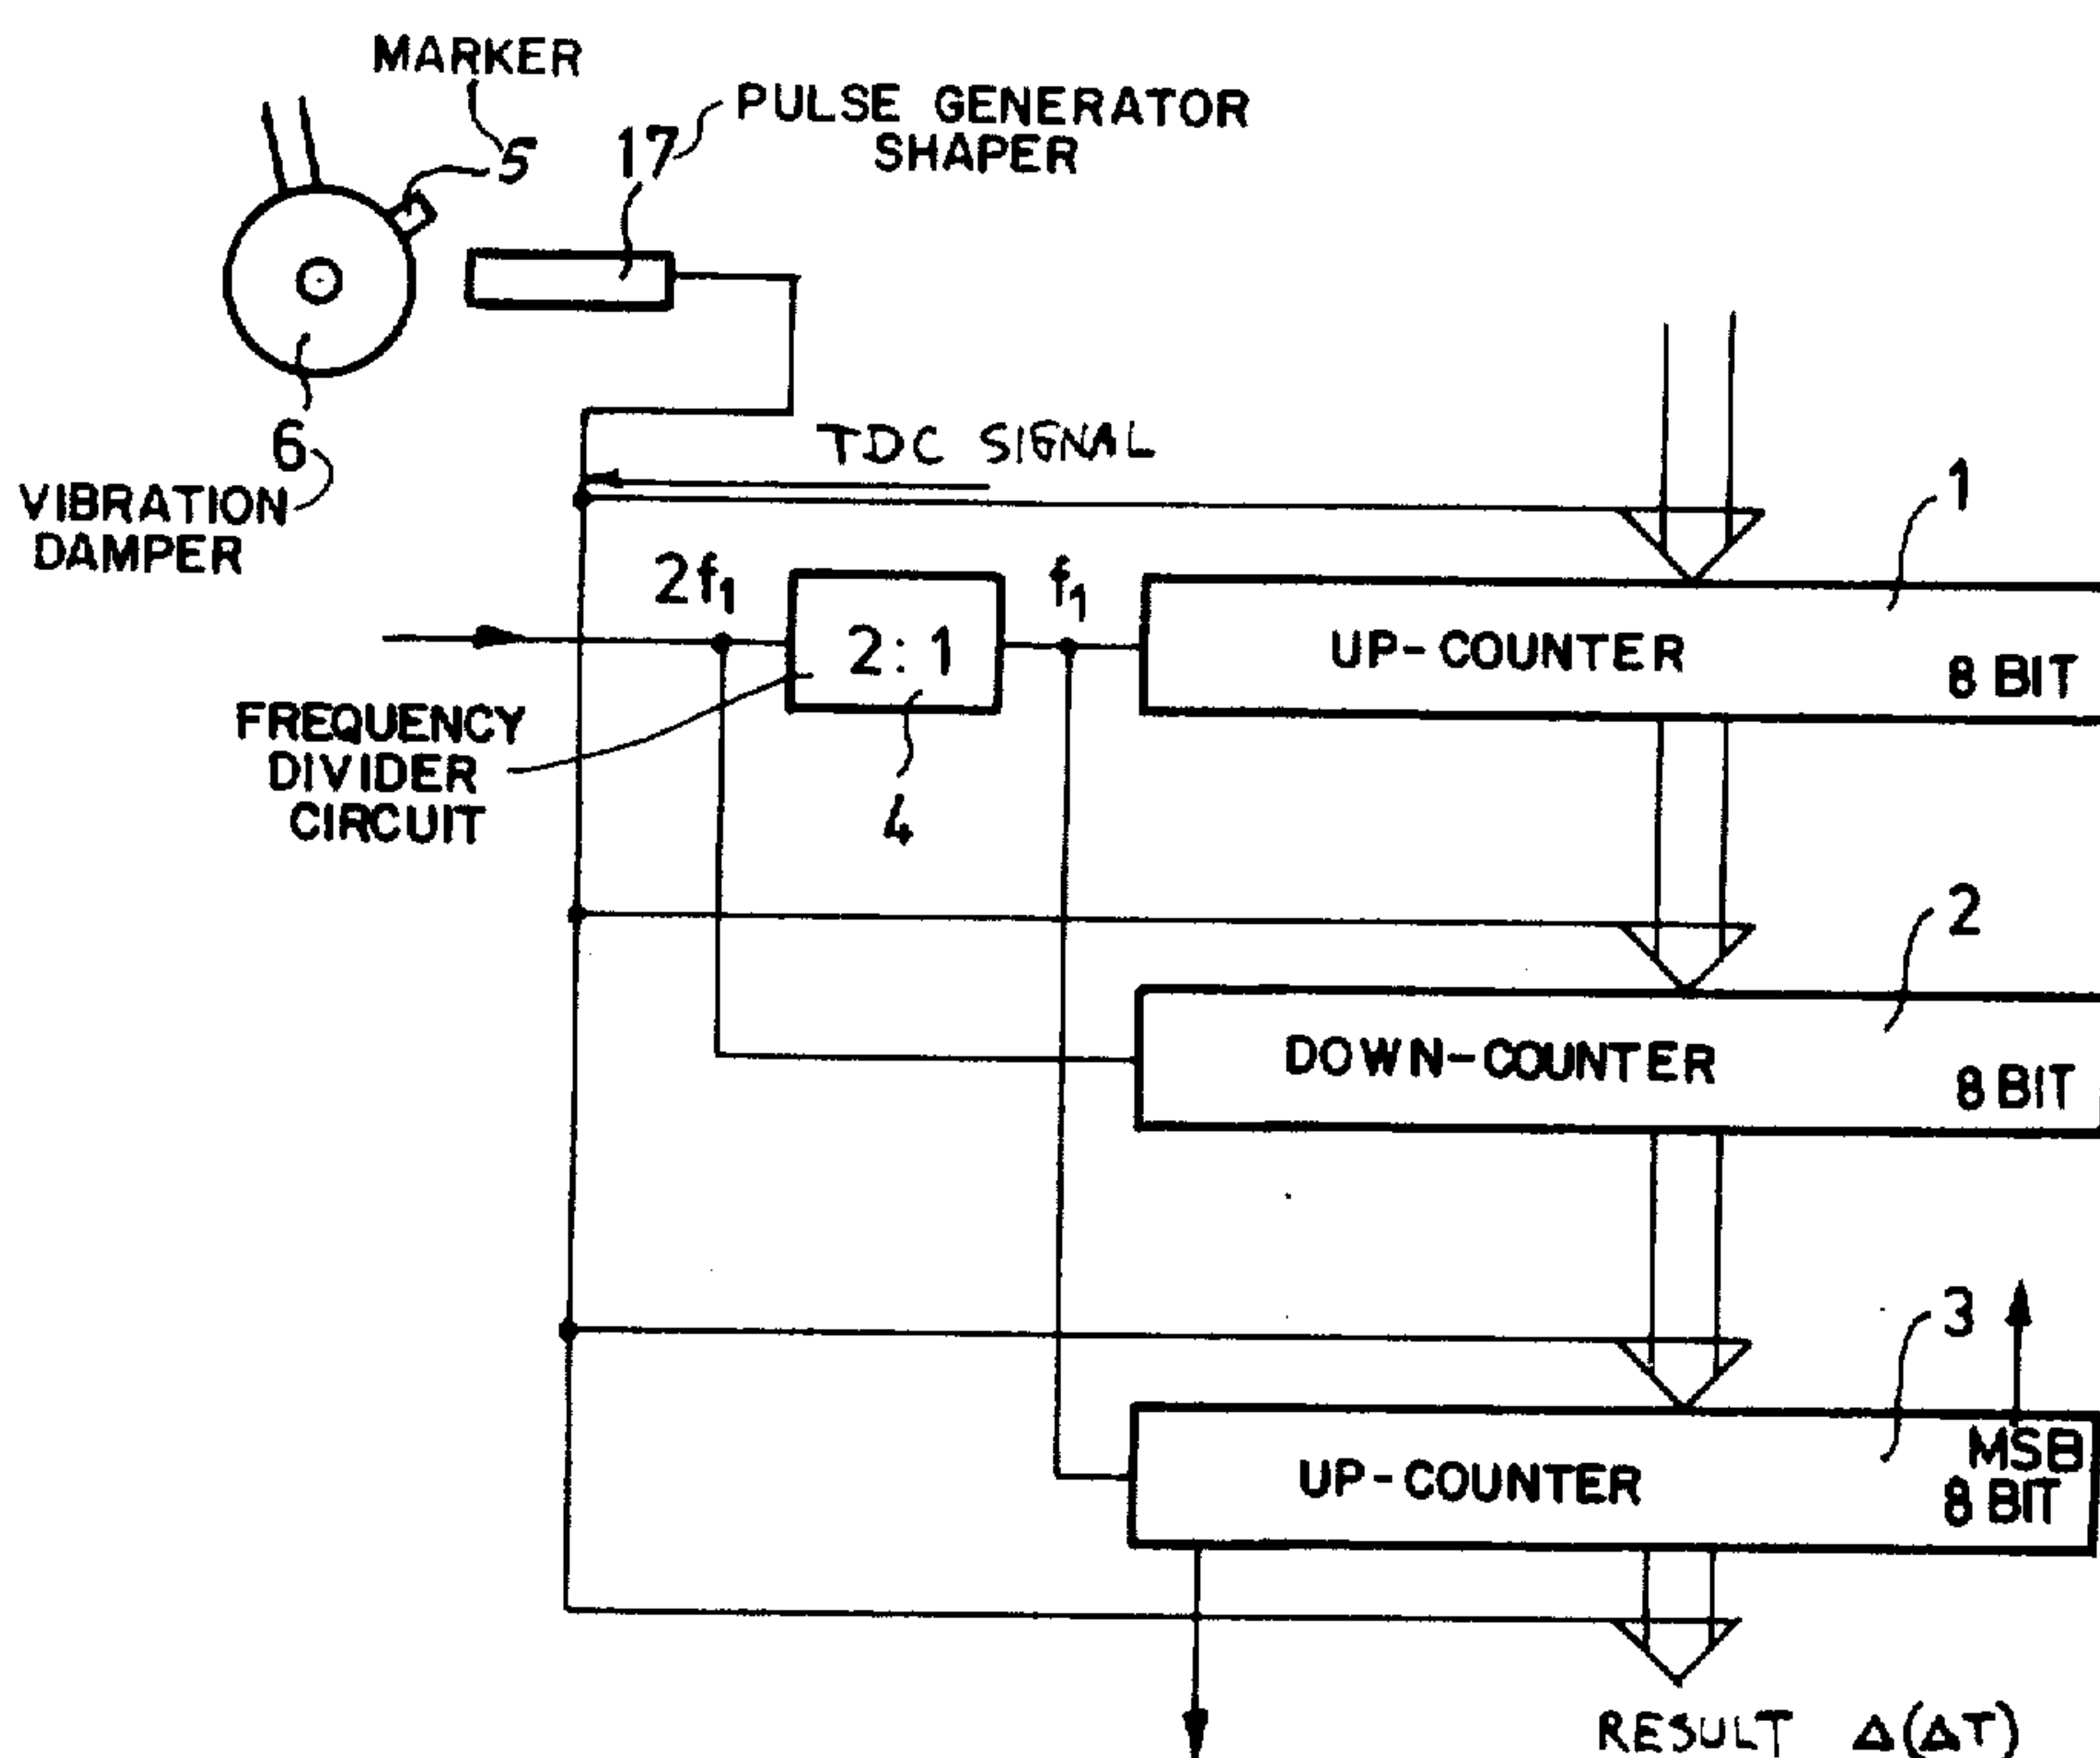 MARKER
5
17
PULSE GENERATOR
SHAPER
6
VIBRATION
DAMPER
TDC SIGNAL
1
2f₁
2:1
f₁
UP-COUNTER
8 BIT
FREQUENCY
DIVIDER
CIRCUIT
4
2
DOWN-COUNTER
8 BIT
3
MSB
UP-COUNTER
8 BIT
RESULT Δ(ΔT)